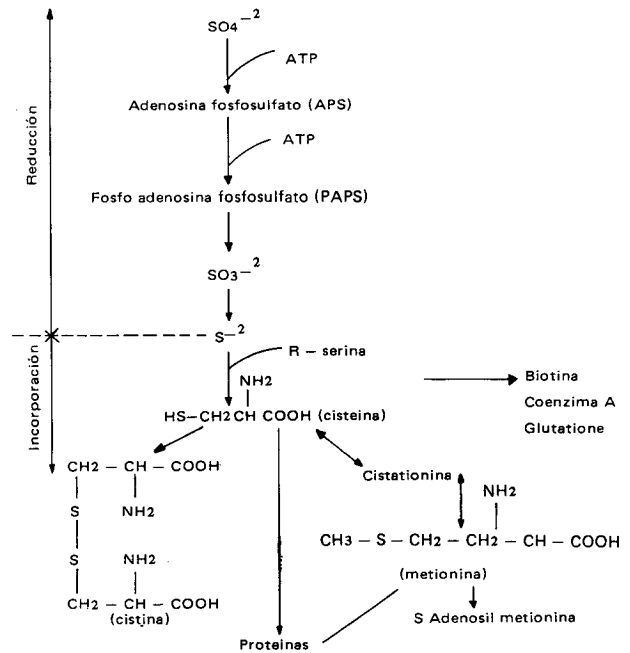 SO4−2
ATP
Adenosina fosfosulfato (APS)
ATP
Fosfo adenosina fosfosulfato (PAPS)
SO3−2
S−2
Reducción
Incorporación
R – serina
NH2
HS–CH2CH COOH (cisteina)
Biotina
Coenzima A
Glutatione
CH2 – CH – COOH
S
NH2
S
NH2
CH2 – CH – COOH
(cistina)
Cistationina
NH2
CH3 – S – CH2 – CH2 – CH – COOH
(metionina)
S Adenosil metionina
Proteinas